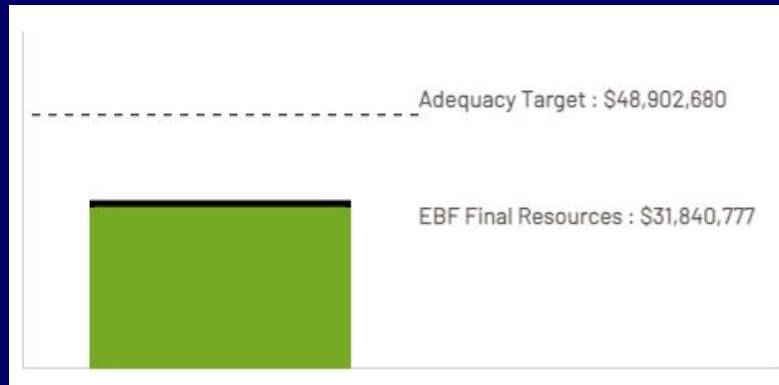 Adequacy Target : $48,902,680
EBF Final Resources : $31,840,777